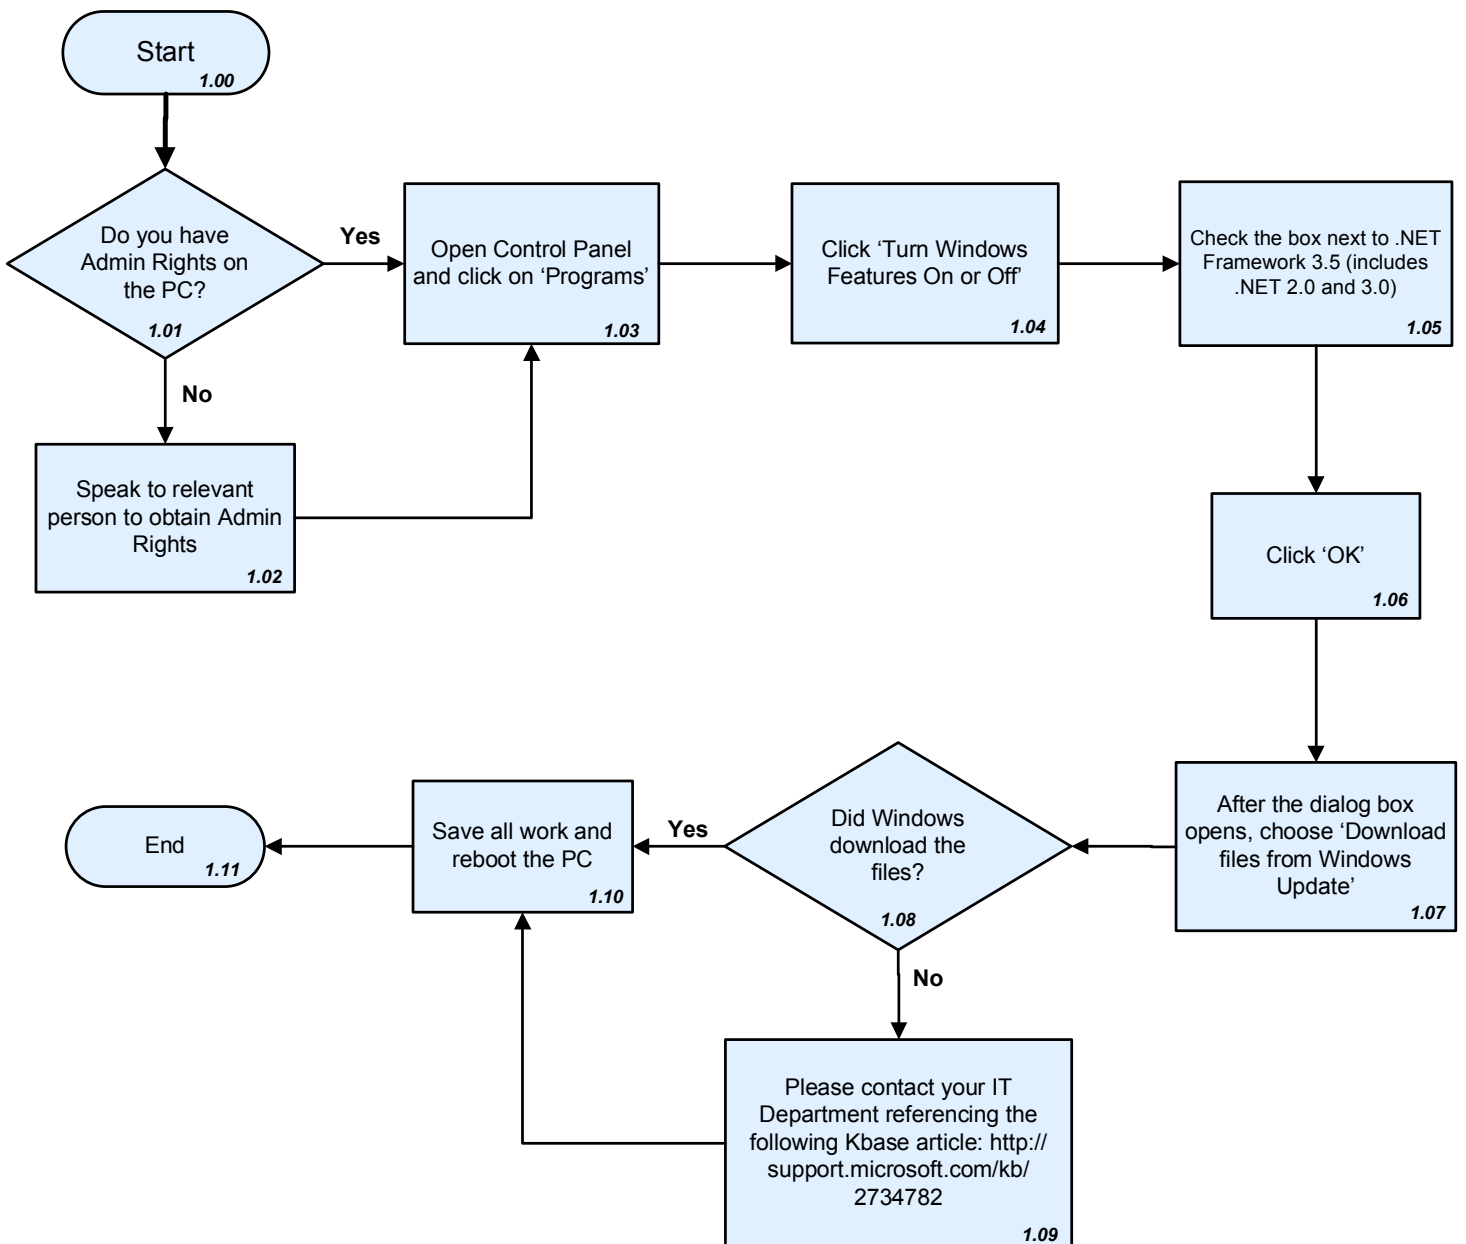 Start
1.00
Do you have
Admin Rights on
the PC?
1.01
Yes
No
Speak to relevant
person to obtain Admin
Rights
1.02
Open Control Panel
and click on ‘Programs’
1.03
Click ‘Turn Windows
Features On or Off’
1.04
Check the box next to .NET
Framework 3.5 (includes
.NET 2.0 and 3.0)
1.05
Click ‘OK’
1.06
After the dialog box
opens, choose ‘Download
files from Windows
Update’
1.07
Did Windows
download the
files?
1.08
Yes
No
Please contact your IT
Department referencing the
following Kbase article: http://
support.microsoft.com/kb/
2734782
1.09
Save all work and
reboot the PC
1.10
End
1.11